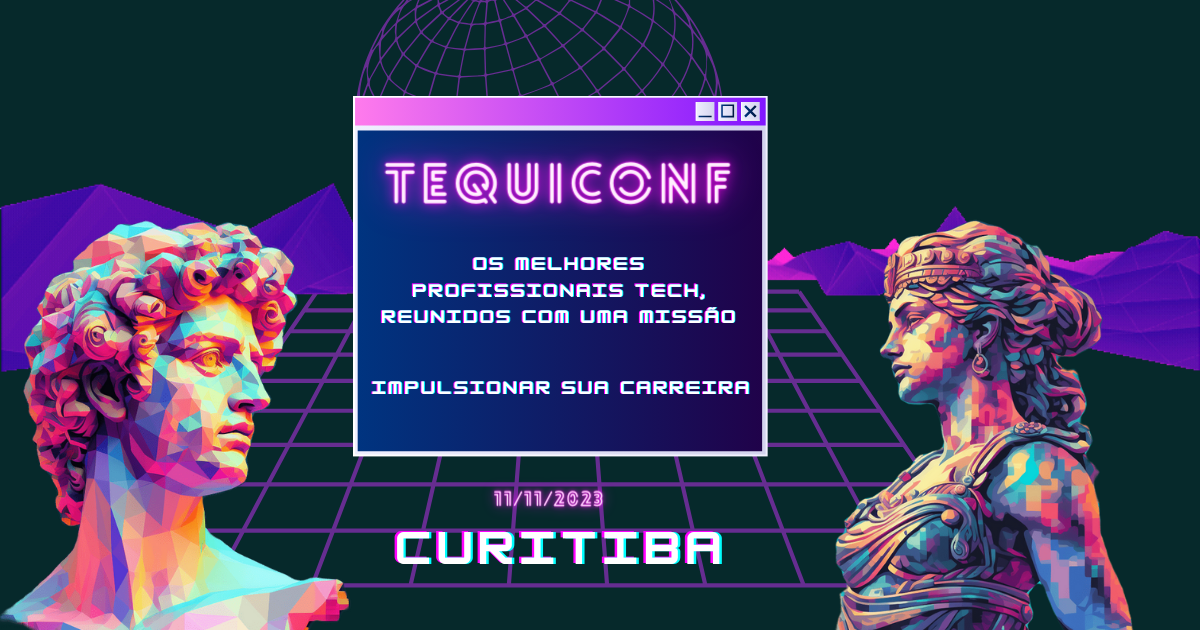 TEQUICONF
OS MELHORES
PROFISSIONAIS TECH,
REUNIDOS COM UMA MISSÃO
IMPULSIONAR SUA CARREIRA
11/11/2023
CURITIBA